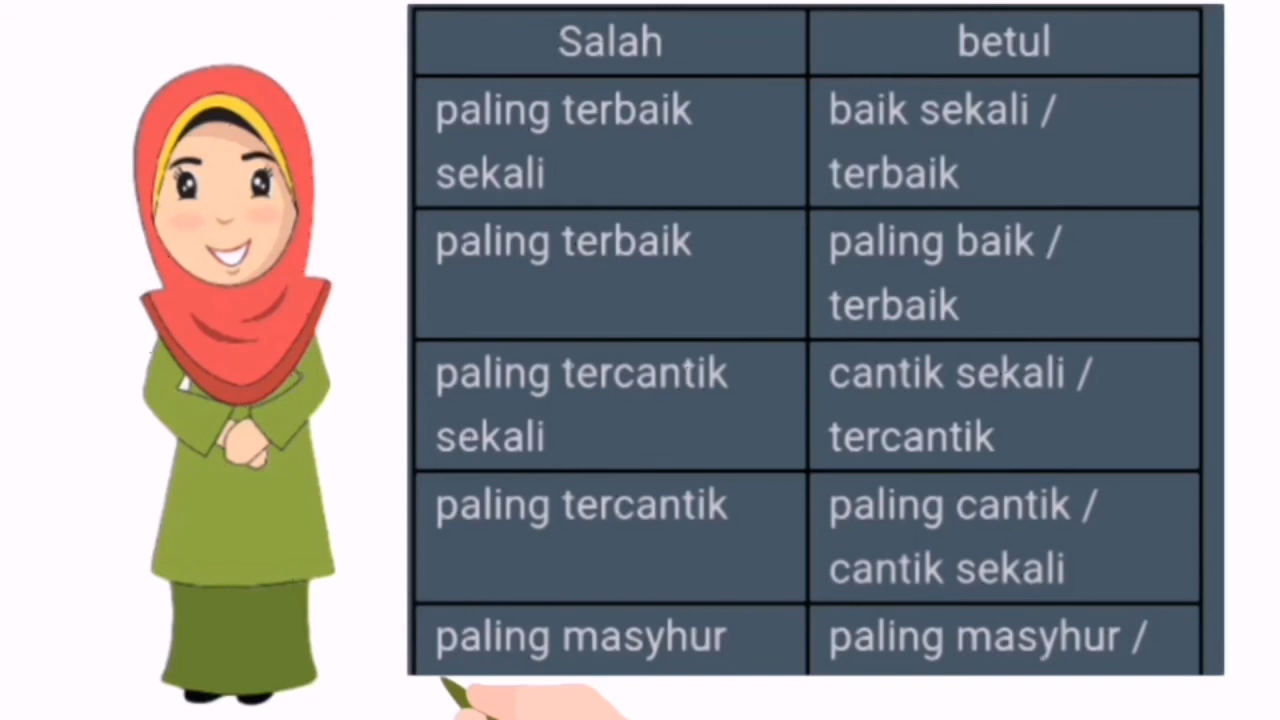 Salah betul
paling terbaik baik sekali /
sekali terbaik
paling terbaik paling baik /
terbaik
paling tercantik cantik sekali /
sekali tercantik
paling tercantik paling cantik /
cantik sekali
paling masyhur paling masyhur /